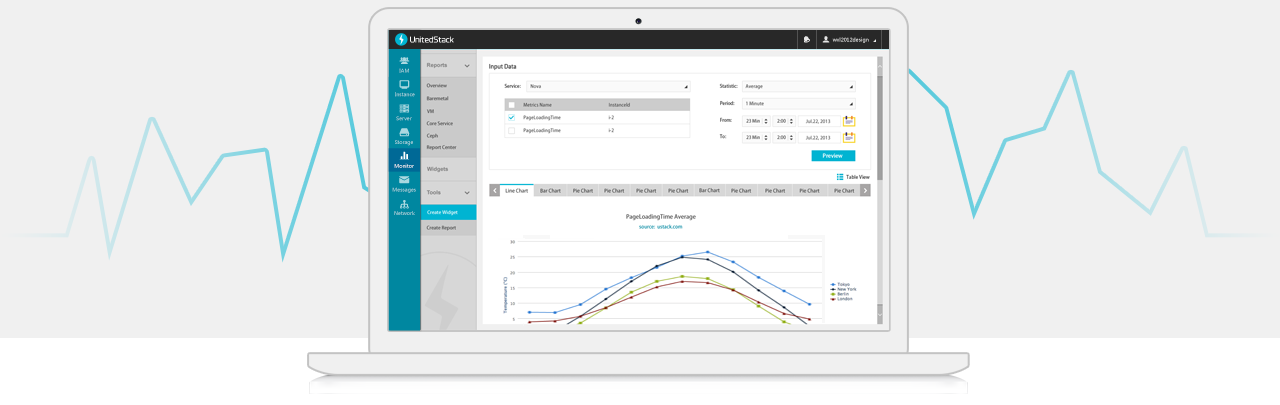 UnitedStack
wxl2012design
IAM
Instance
Server
Storage
Monitor
Messages
Network
Reports
Overview
Baremetal
VM
Core Service
Ceph
Report Center
Widgets
Tools
Create Widget
Create Report
Input Data
Service: Nova
Metrics Name InstanceId
PageLoadingTime i-2
PageLoadingTime i-2
Statistic: Average
Period: 1 Minute
From: 23 Min 2:00 Jul.22, 2013
To: 23 Min 2:00 Jul.22, 2013
Preview
Table View
Line Chart Bar Chart Pie Chart Pie Chart Pie Chart Pie Chart Bar Chart Pie Chart Pie Chart Pie Chart Pie Chart
PageLoadingTime Average
source: ustack.com
Temperature (°C)
30
25
20
15
10
5
Tokyo
New York
Berlin
London